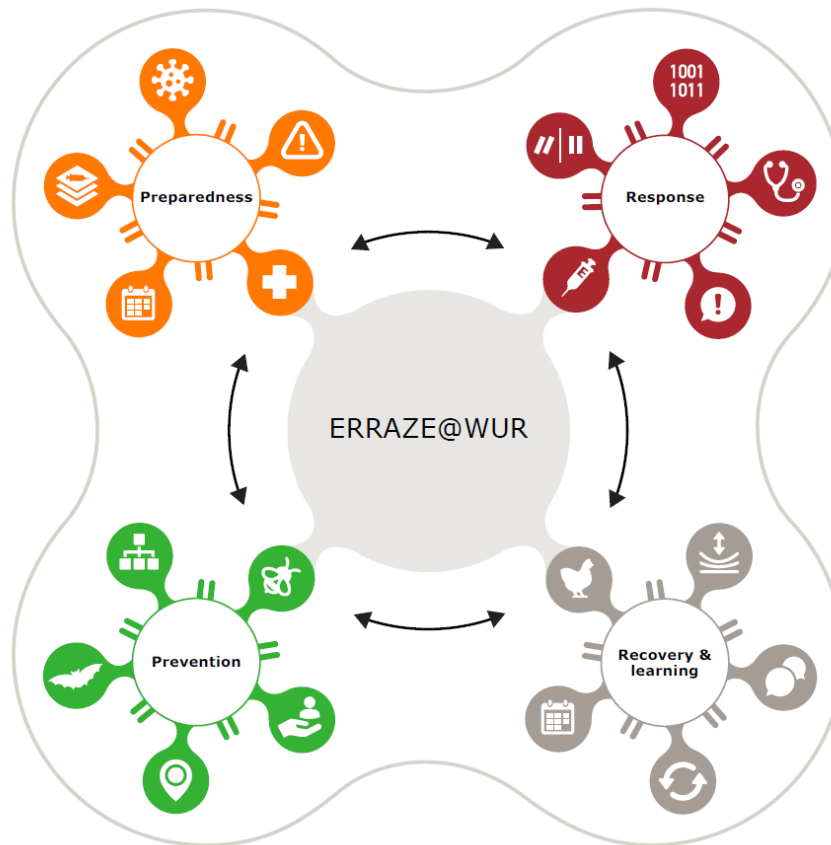 1001
1011
Preparedness
Response
ERRAZE@WUR
Prevention
Recovery &
learning